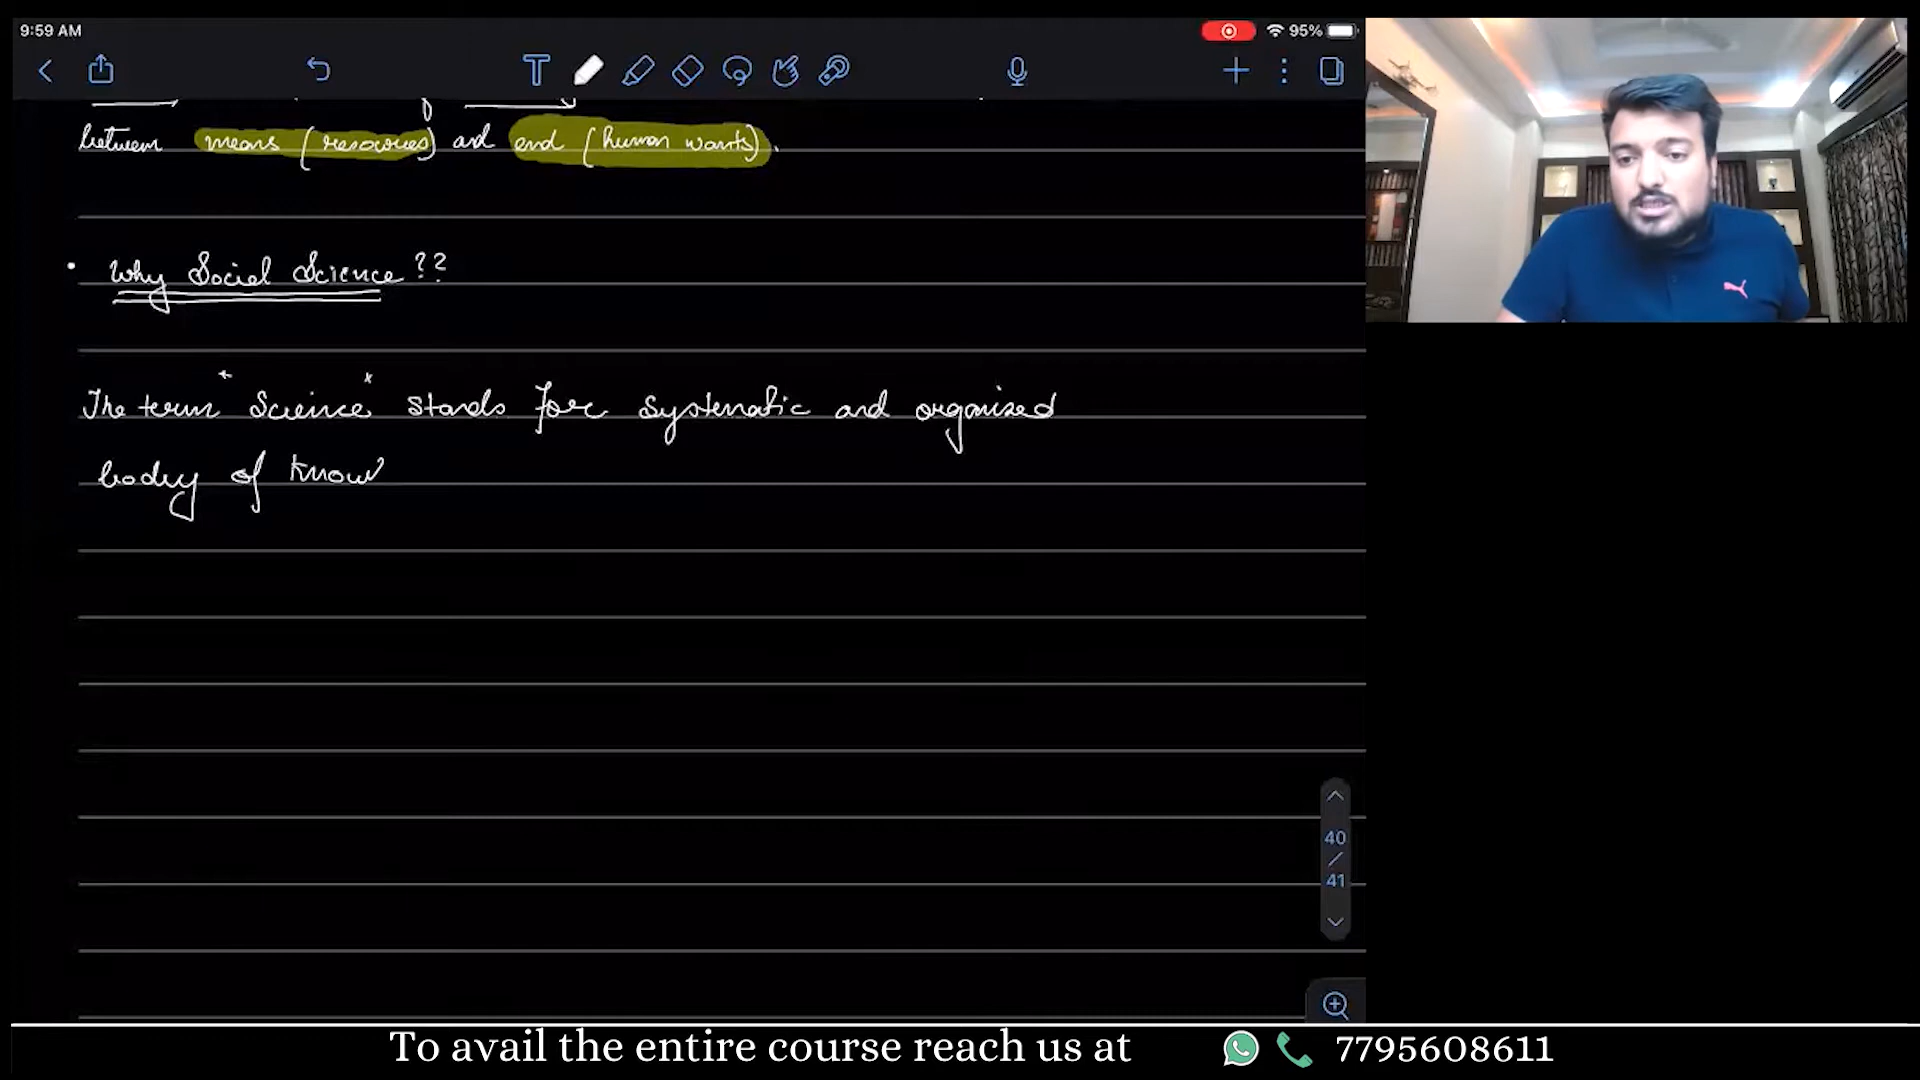 9:59 AM
95%
between means (resources) and end (human wants).
• Why Social Science ??
The term "Science" stands for systematic and organized
body of know
40
/
41
To avail the entire course reach us at 7795608611